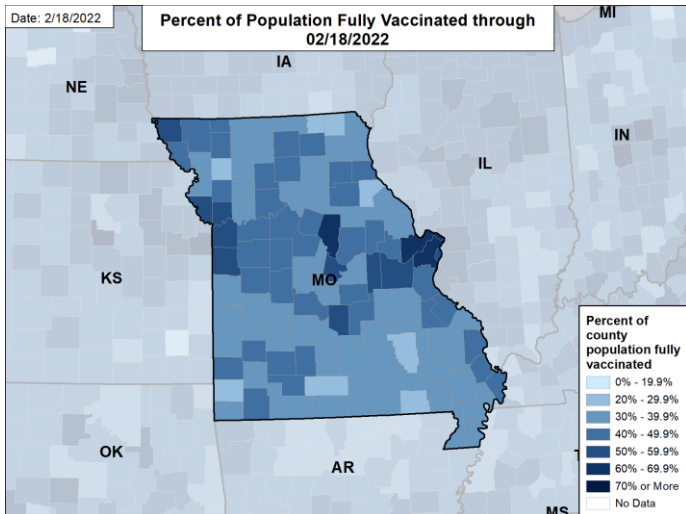 Date: 2/18/2022
Percent of Population Fully Vaccinated through
02/18/2022
MI
IA
NE
IN
IL
KS
MO
OK
AR
MS
Percent of
county
population fully
vaccinated
0% - 19.9%
20% - 29.9%
30% - 39.9%
40% - 49.9%
50% - 59.9%
60% - 69.9%
70% or More
No Data